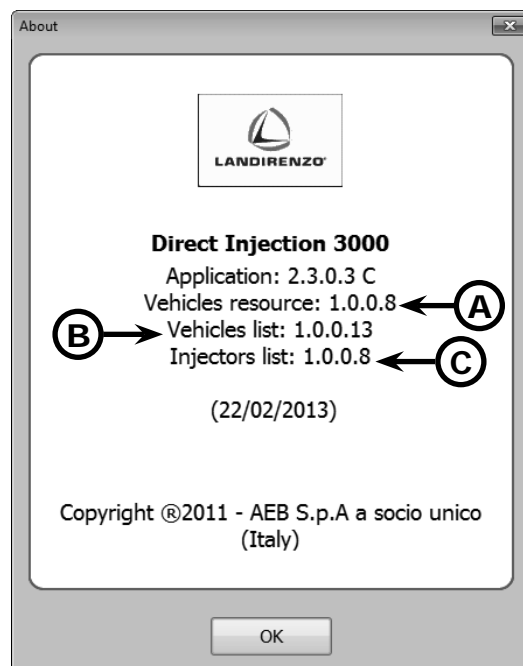 About
LANDIRENZO®
Direct Injection 3000
Application: 2.3.0.3 C
Vehicles resource: 1.0.0.8
A
B
Vehicles list: 1.0.0.13
Injectors list: 1.0.0.8
C
(22/02/2013)
Copyright ®2011 - AEB S.p.A a socio unico
(Italy)
OK